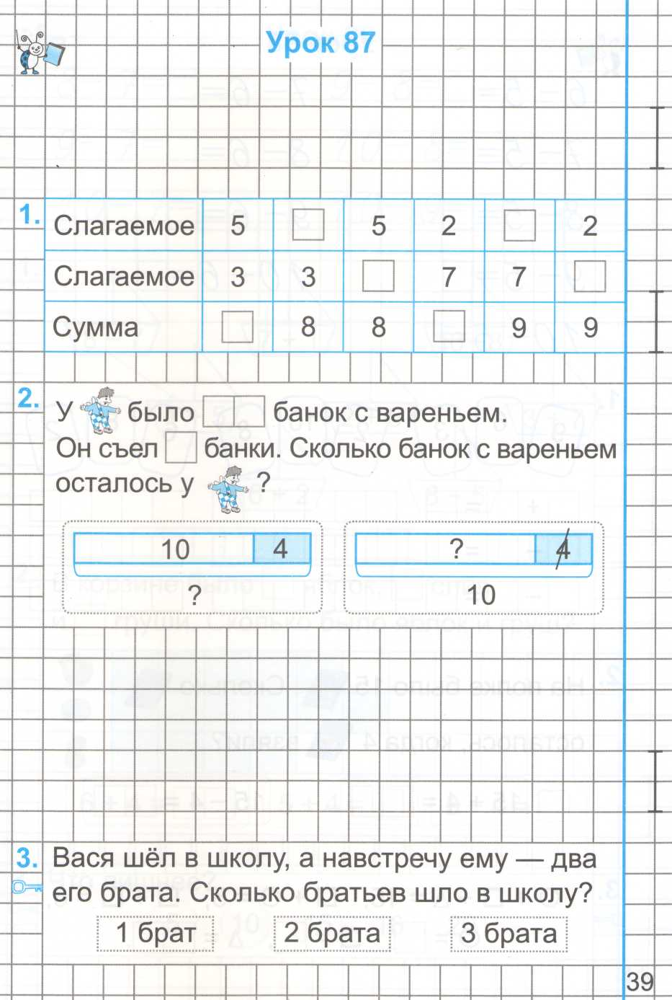 Урок 87
1.
Слагаемое 5 □ 5 2 □ 2
Слагаемое 3 3 □ 7 7 □
Сумма □ 8 8 □ 9 9
2.
У было □□ банок с вареньем.
Он съел □ банки. Сколько банок с вареньем
осталось у ?
10 4
?
? 4
10
3. Вася шёл в школу, а навстречу ему — два
его брата. Сколько братьев шло в школу?
1 брат 2 брата 3 брата
39